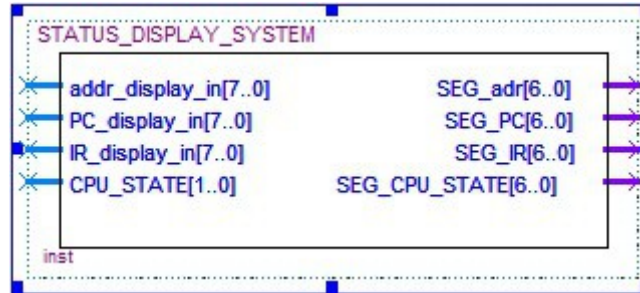 STATUS_DISPLAY_SYSTEM
addr_display_in[7..0] SEG_adr[6..0]
PC_display_in[7..0] SEG_PC[6..0]
IR_display_in[7..0] SEG_IR[6..0]
CPU_STATE[1..0] SEG_CPU_STATE[6..0]
inst